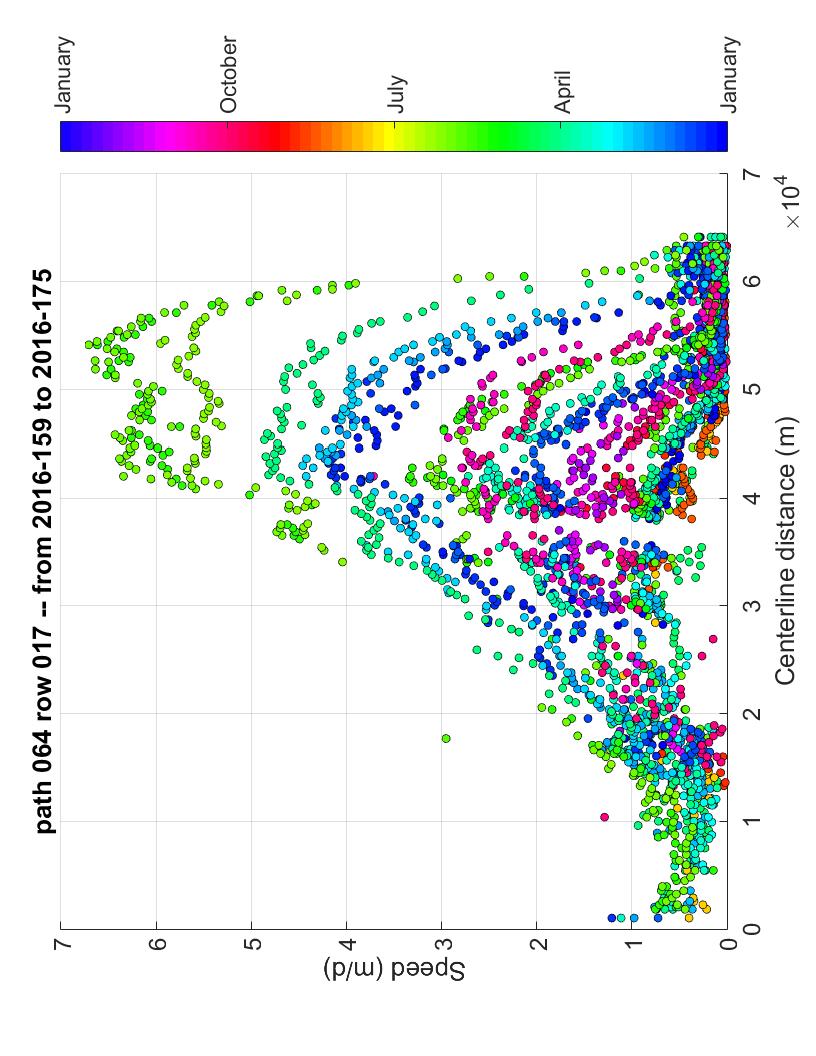 path 064 row 017 -- from 2016-159 to 2016-175
Speed (m/d)
7
6
5
4
3
2
1
0
0
1
2
3
4
5
6
7
×10⁴
Centerline distance (m)
January
October
July
April
January